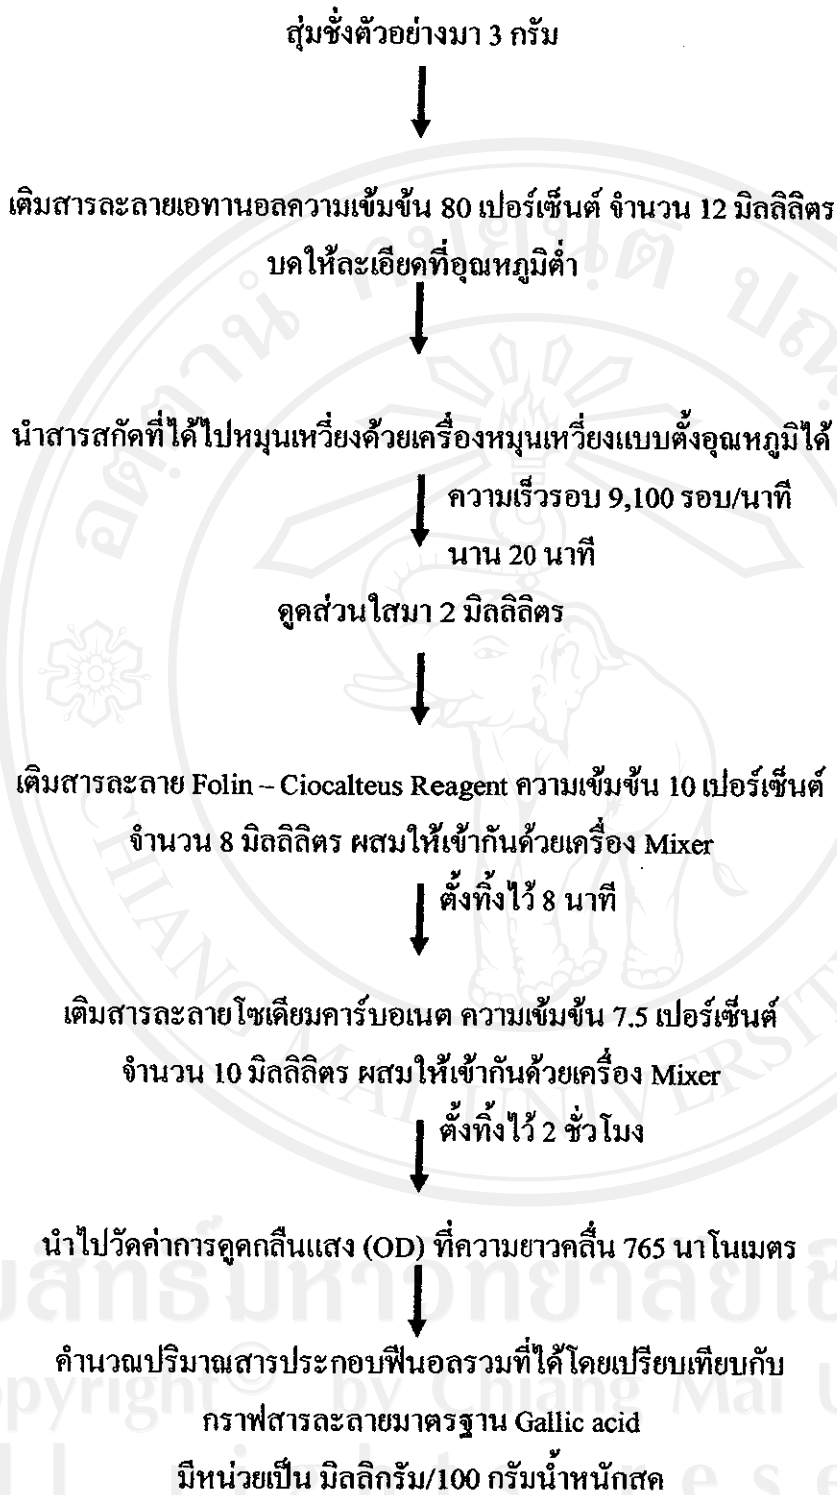 สุ่มชั่งตัวอย่างมา 3 กรัม
เติมสารละลายเอทานอลความเข้มข้น 80 เปอร์เซ็นต์ จำนวน 12 มิลลิลิตร
บดให้ละเอียดที่อุณหภูมิต่ำ
นำสารสกัดที่ได้ไปหมุนเหวี่ยงด้วยเครื่องหมุนเหวี่ยงแบบตั้งอุณหภูมิได้
ความเร็วรอบ 9,100 รอบ/นาที
นาน 20 นาที
ดูดส่วนใสมา 2 มิลลิลิตร
เติมสารละลาย Folin – Ciocalteus Reagent ความเข้มข้น 10 เปอร์เซ็นต์
จำนวน 8 มิลลิลิตร ผสมให้เข้ากันด้วยเครื่อง Mixer
ตั้งทิ้งไว้ 8 นาที
เติมสารละลายโซเดียมคาร์บอเนต ความเข้มข้น 7.5 เปอร์เซ็นต์
จำนวน 10 มิลลิลิตร ผสมให้เข้ากันด้วยเครื่อง Mixer
ตั้งทิ้งไว้ 2 ชั่วโมง
นำไปวัดค่าการดูดกลืนแสง (OD) ที่ความยาวคลื่น 765 นาโนเมตร
คำนวณปริมาณสารประกอบฟีนอลรวมที่ได้โดยเปรียบเทียบกับ
กราฟสารละลายมาตรฐาน Gallic acid
มีหน่วยเป็น มิลลิกรัม/100 กรัมน้ำหนักสด
CHIANG MAI UNIVERSIT
opyright© by Chiang Mai U